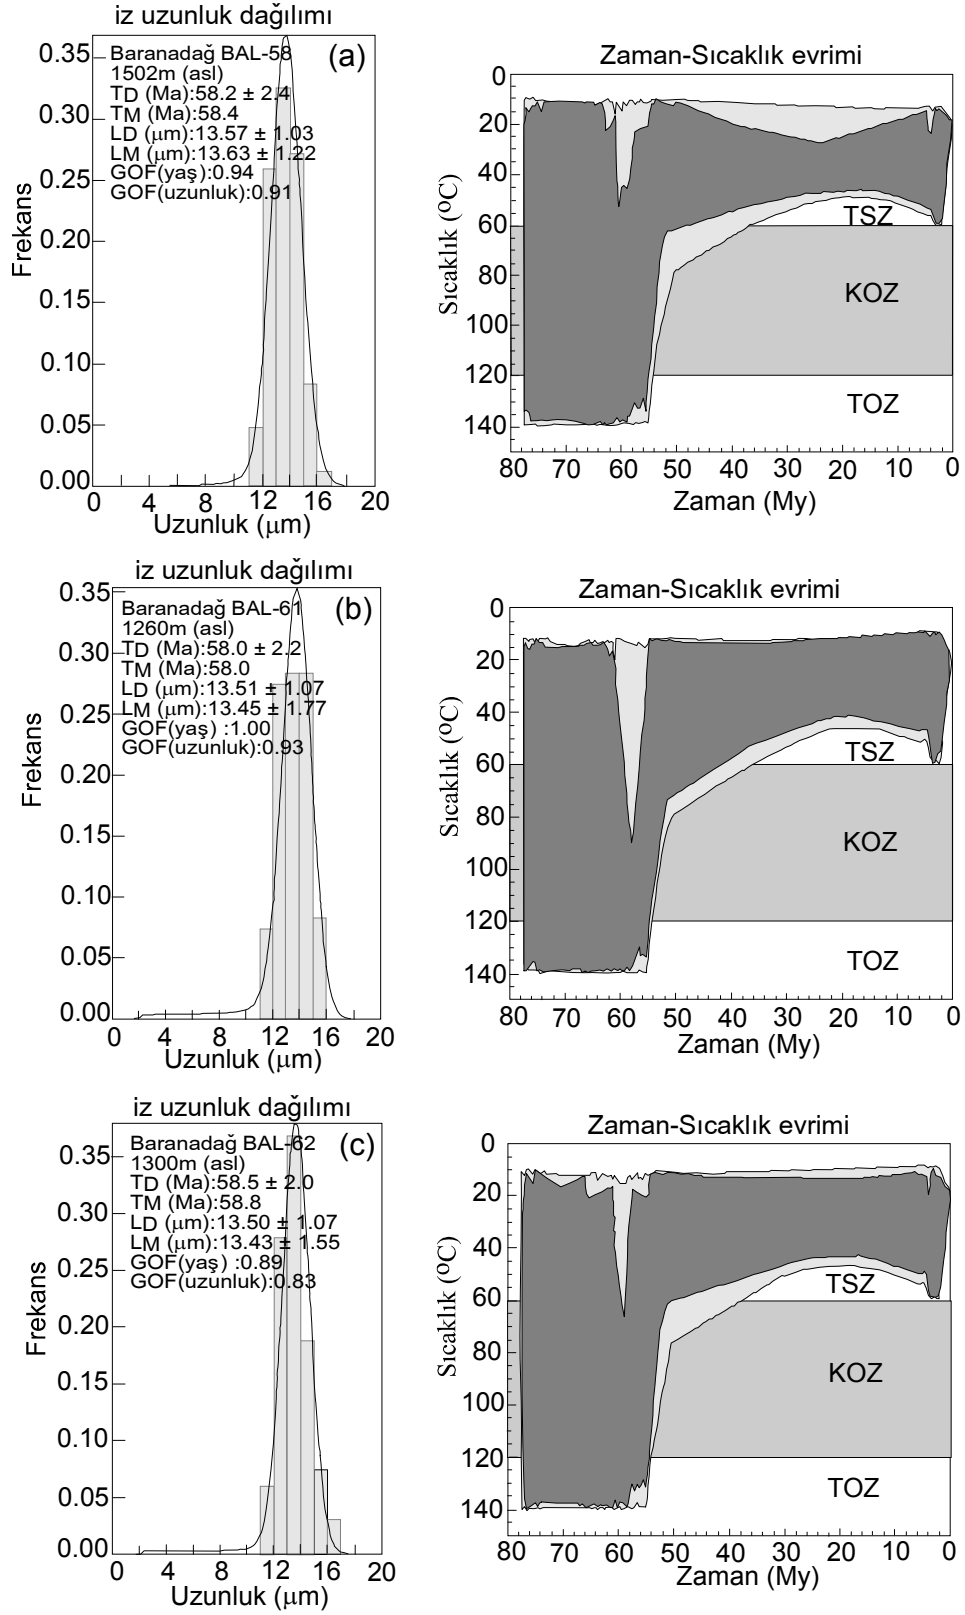 iz uzunluk dağılımı
(a)
Baranadağ BAL-58
1502m (asl)
TD (Ma):58.2 ± 2.4
TM (Ma):58.4
LD (μm):13.57 ± 1.03
LM (μm):13.63 ± 1.22
GOF(yaş):0.94
GOF(uzunluk):0.91
Frekans
0.35
0.30
0.25
0.20
0.15
0.10
0.05
0.00
0 4 8 12 16 20
Uzunluk (μm)
Zaman-Sıcaklık evrimi
Sıcaklık (ºC)
0
20
40
60
80
100
120
140
TSZ
KOZ
TOZ
80 70 60 50 40 30 20 10 0
Zaman (My)
iz uzunluk dağılımı
(b)
Baranadağ BAL-61
1260m (asl)
TD (Ma):58.0 ± 2.2
TM (Ma):58.0
LD (μm):13.51 ± 1.07
LM (μm):13.45 ± 1.77
GOF(yaş) :1.00
GOF(uzunluk):0.93
Frekans
0.35
0.30
0.25
0.20
0.15
0.10
0.05
0.00
0 4 8 12 16 20
Uzunluk (μm)
Zaman-Sıcaklık evrimi
Sıcaklık (ºC)
0
20
40
60
80
100
120
140
TSZ
KOZ
TOZ
80 70 60 50 40 30 20 10 0
Zaman (My)
iz uzunluk dağılımı
(c)
Baranadağ BAL-62
1300m (asl)
TD (Ma):58.5 ± 2.0
TM (Ma):58.8
LD (μm):13.50 ± 1.07
LM (μm):13.43 ± 1.55
GOF(yaş) :0.89
GOF(uzunluk):0.83
Frekans
0.35
0.30
0.25
0.20
0.15
0.10
0.05
0.00
0 4 8 12 16 20
Uzunluk (μm)
Zaman-Sıcaklık evrimi
Sıcaklık (ºC)
0
20
40
60
80
100
120
140
TSZ
KOZ
TOZ
80 70 60 50 40 30 20 10 0
Zaman (My)